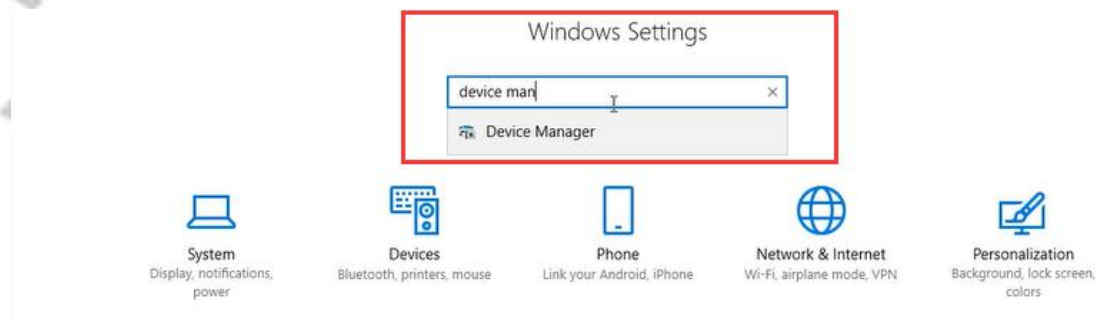 Windows Settings
device man
Device Manager
System
Display, notifications,
power
Devices
Bluetooth, printers, mouse
Phone
Link your Android, iPhone
Network & Internet
Wi-Fi, airplane mode, VPN
Personalization
Background, lock screen,
colors